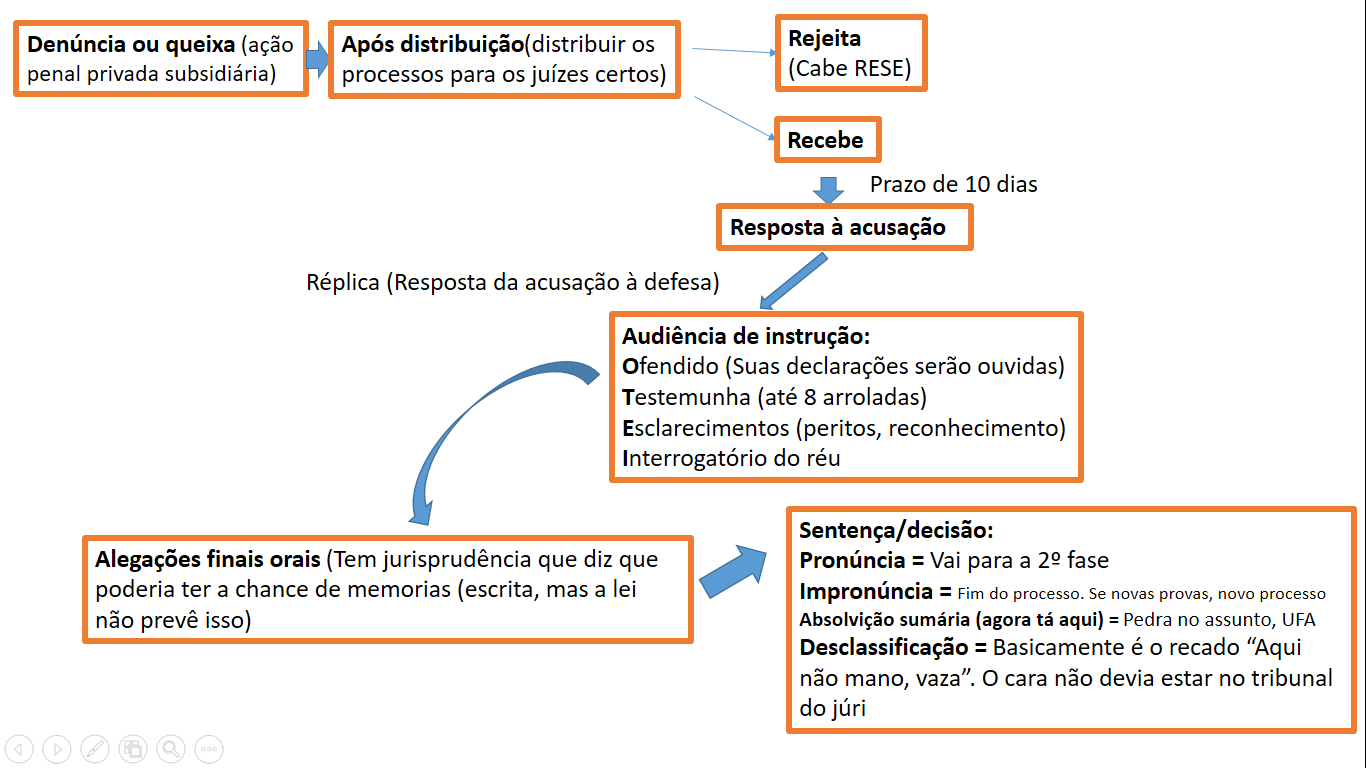 Denúncia ou queixa (ação
penal privada subsidiária)
Após distribuição(distribuir os
processos para os juízes certos)
Rejeita
(Cabe RESE)
Recebe
Prazo de 10 dias
Resposta à acusação
Réplica (Resposta da acusação à defesa)
Audiência de instrução:
Ofendido (Suas declarações serão ouvidas)
Testemunha (até 8 arroladas)
Esclarecimentos (peritos, reconhecimento)
Interrogatório do réu
Alegações finais orais (Tem jurisprudência que diz que
poderia ter a chance de memorias (escrita, mas a lei
não prevê isso)
Sentença/decisão:
Pronúncia = Vai para a 2º fase
Impronúncia = Fim do processo. Se novas provas, novo processo
Absolvição sumária (agora tá aqui) = Pedra no assunto, UFA
Desclassificação = Basicamente é o recado “Aqui
não mano, vaza”. O cara não devia estar no tribunal
do júri